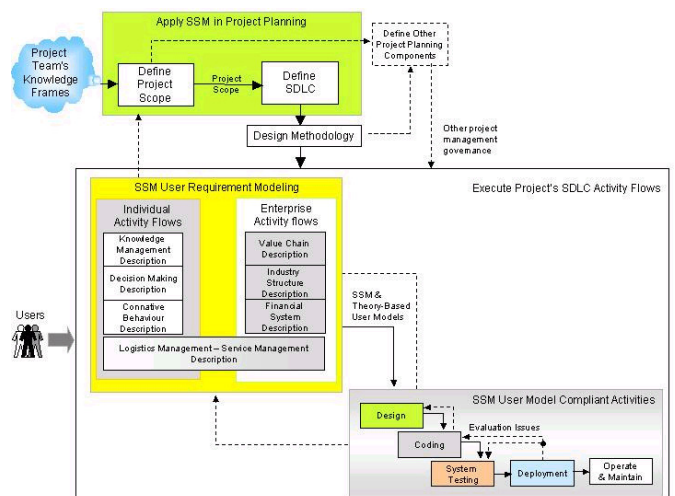 Apply SSM in Project Planning
Project
Team's
Knowledge
Frames
Define
Project
Scope
Project
Scope
Define
SDLC
Define Other
Project Planning
Components
Design Methodology
Other project
management
governance
SSM User Requirement Modeling
Execute Project's SDLC Activity Flows
Individual
Activity Flows
Knowledge
Management
Description
Decision Making
Description
Connative
Behaviour
Description
Enterprise
Activity flows
Value Chain
Description
Industry
Structure
Description
Financial
System
Description
Logistics Management – Service Management
Description
Users
SSM &
Theory-Based
User Models
SSM User Model Compliant Activities
Design
Coding
Evaluation Issues
System
Testing
Deployment
Operate
& Maintain